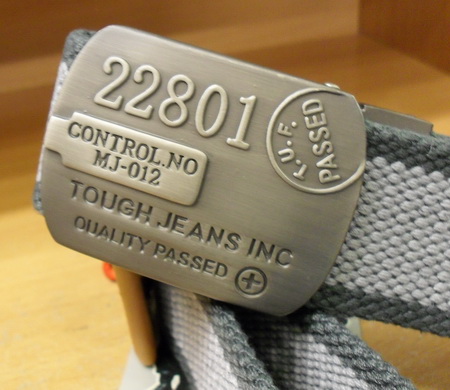 22801
CONTROL.NO
MJ-012
T.U.F.
PASSED
TOUGH JEANS INC
QUALITY PASSED